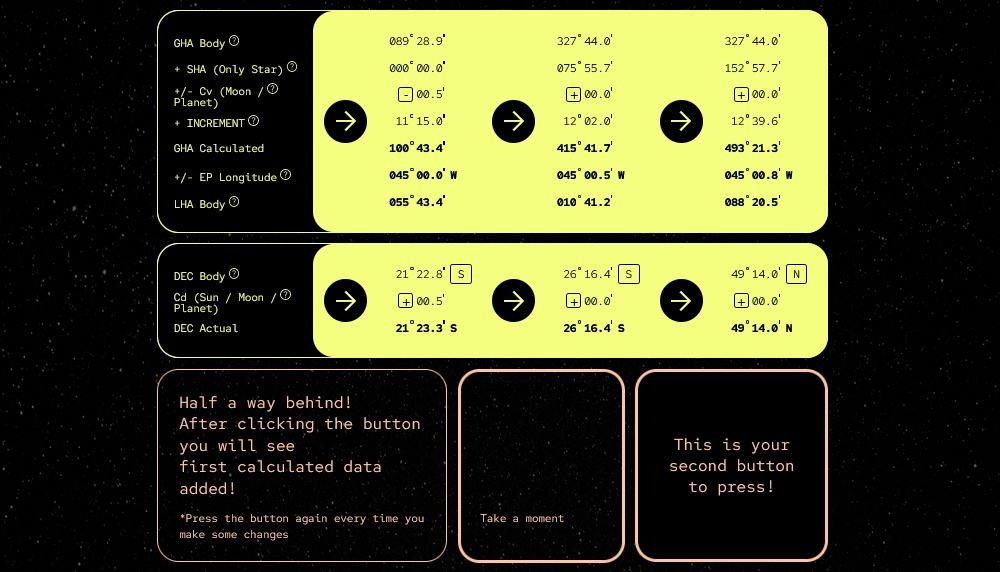 GHA Body ? 089°28.9' 327°44.0' 327°44.0'
+ SHA (Only Star) ? 000°00.0' 075°55.7' 152°57.7'
+/- Cv (Moon / ? - 00.5' + 00.0' + 00.0'
Planet)
+ INCREMENT ? 11°15.0' 12°02.0' 12°39.6'
GHA Calculated 100°43.4' 415°41.7' 493°21.3'
+/- EP Longitude ? 045°00.0' W 045°00.5' W 045°00.8' W
LHA Body ? 055°43.4' 010°41.2' 088°20.5'
DEC Body ? 21°22.8' S 26°16.4' S 49°14.0' N
Cd (Sun / Moon / ? + 00.5' + 00.0' + 00.0'
Planet)
DEC Actual 21°23.3' S 26°16.4' S 49°14.0' N
Half a way behind!
After clicking the button
you will see
first calculated data
added!
*Press the button again every time you
make some changes
Take a moment
This is your
second button
to press!